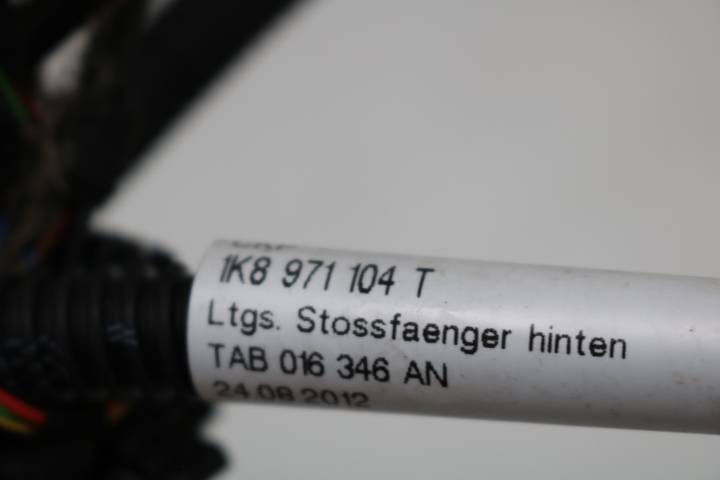 1K8 971 104 T
Ltgs. Stossfaenger hinten
TAB 016 346 AN
24.08.2012